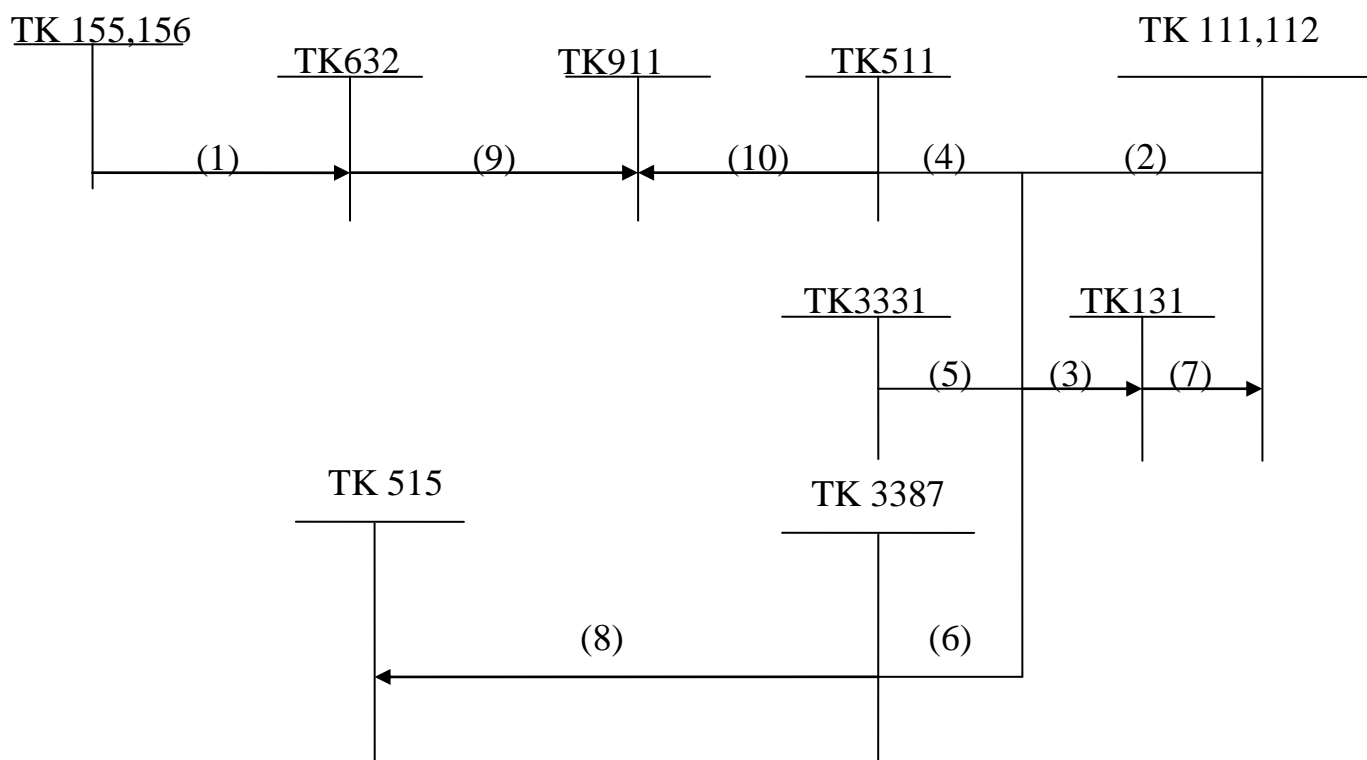 TK 155,156
TK632
TK911
TK511
TK 111,112
(1)
(9)
(10)
(4)
(2)
TK3331
TK131
(5)
(3)
(7)
TK 515
TK 3387
(8)
(6)